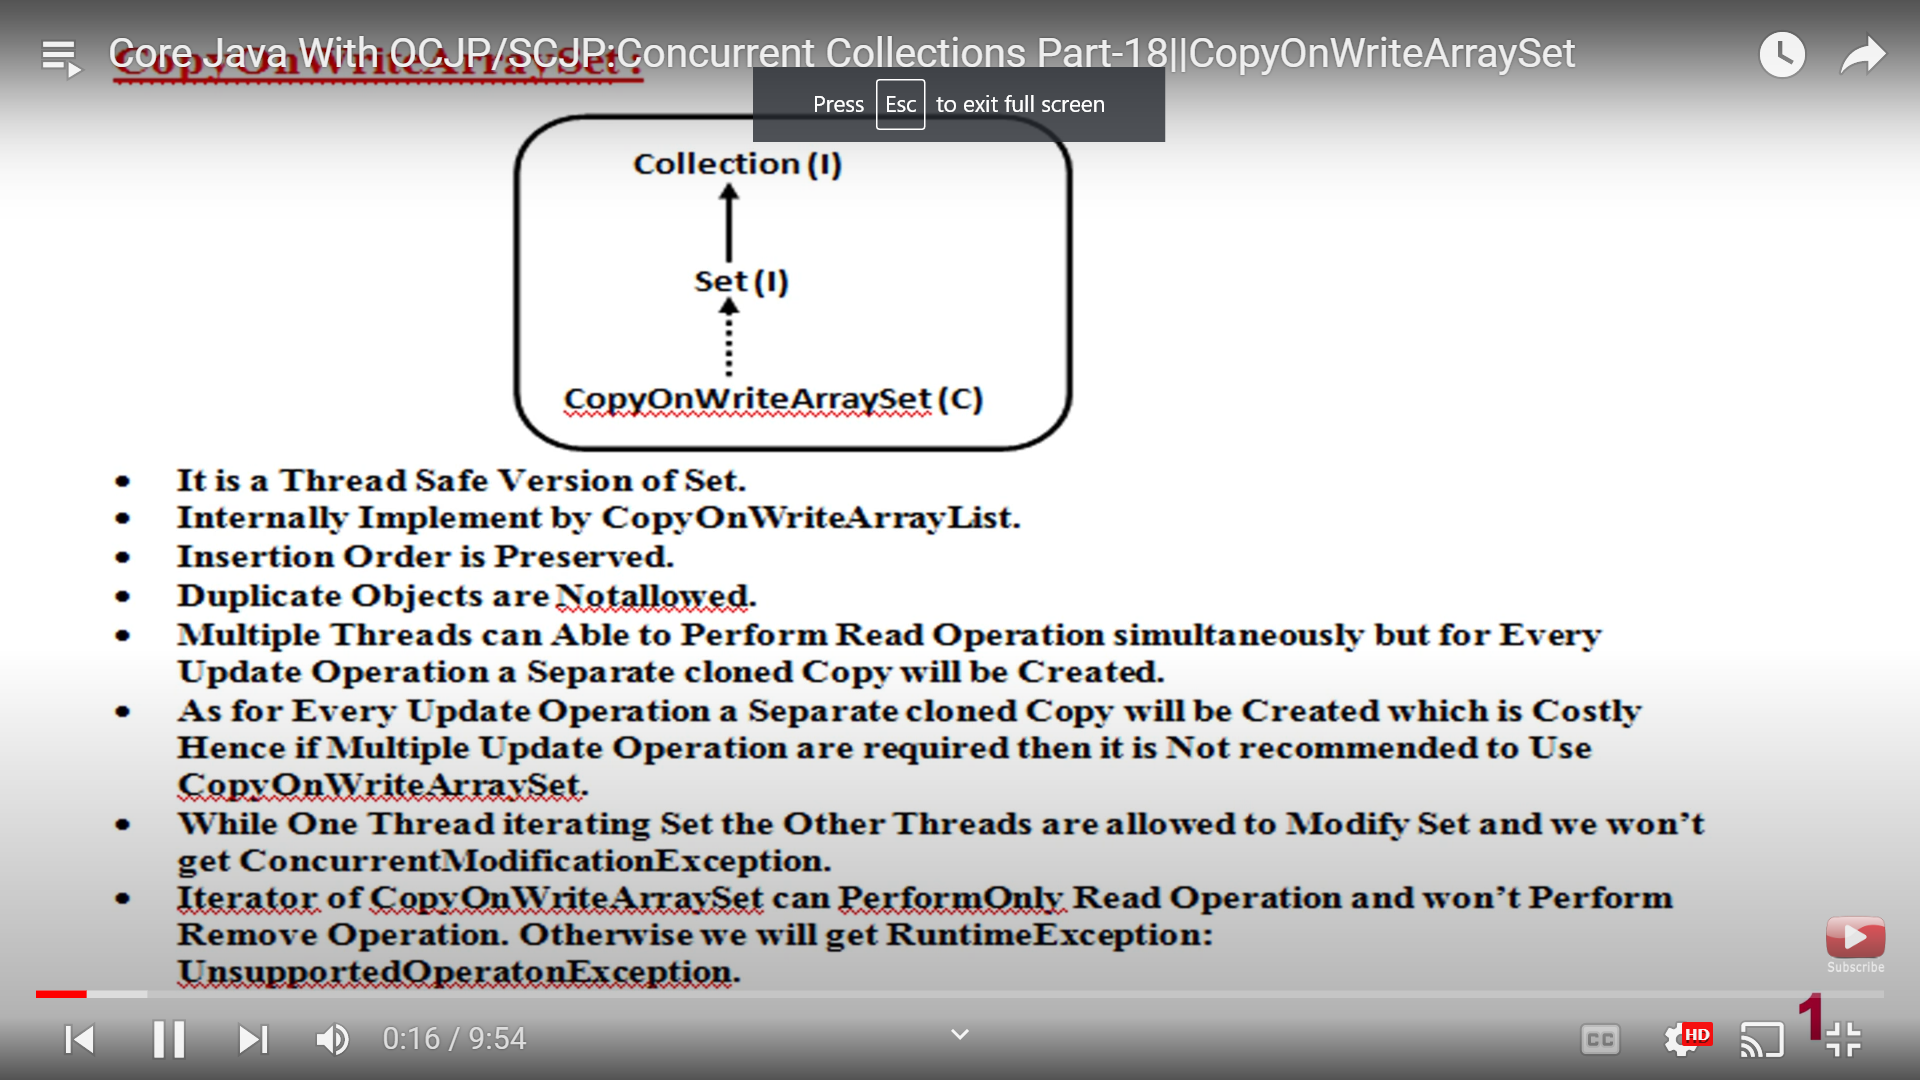 Core Java With OCJP/SCJP:Concurrent Collections Part-18||CopyOnWriteArraySet
CopyOnWriteArraySet:
Press Esc to exit full screen
Collection (I)
Set (I)
CopyOnWriteArraySet (C)
• It is a Thread Safe Version of Set.
• Internally Implement by CopyOnWriteArrayList.
• Insertion Order is Preserved.
• Duplicate Objects are Notallowed.
• Multiple Threads can Able to Perform Read Operation simultaneously but for Every
Update Operation a Separate cloned Copy will be Created.
• As for Every Update Operation a Separate cloned Copy will be Created which is Costly
Hence if Multiple Update Operation are required then it is Not recommended to Use
CopyOnWriteArraySet.
• While One Thread iterating Set the Other Threads are allowed to Modify Set and we won't
get ConcurrentModificationException.
• Iterator of CopyOnWriteArraySet can PerformOnly Read Operation and won't Perform
Remove Operation. Otherwise we will get RuntimeException:
UnsupportedOperatonException.
Subscribe
1
0:16 / 9:54
CC
HD